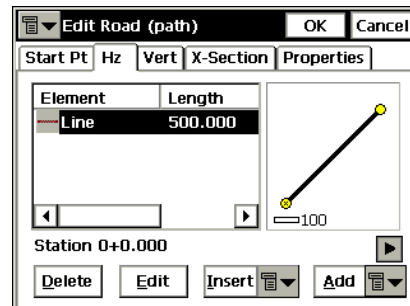 Edit Road (path) OK Cancel
Start Pt Hz Vert X-Section Properties
Element Length
Line 500.000
100
Station 0+0.000
Delete Edit Insert Add